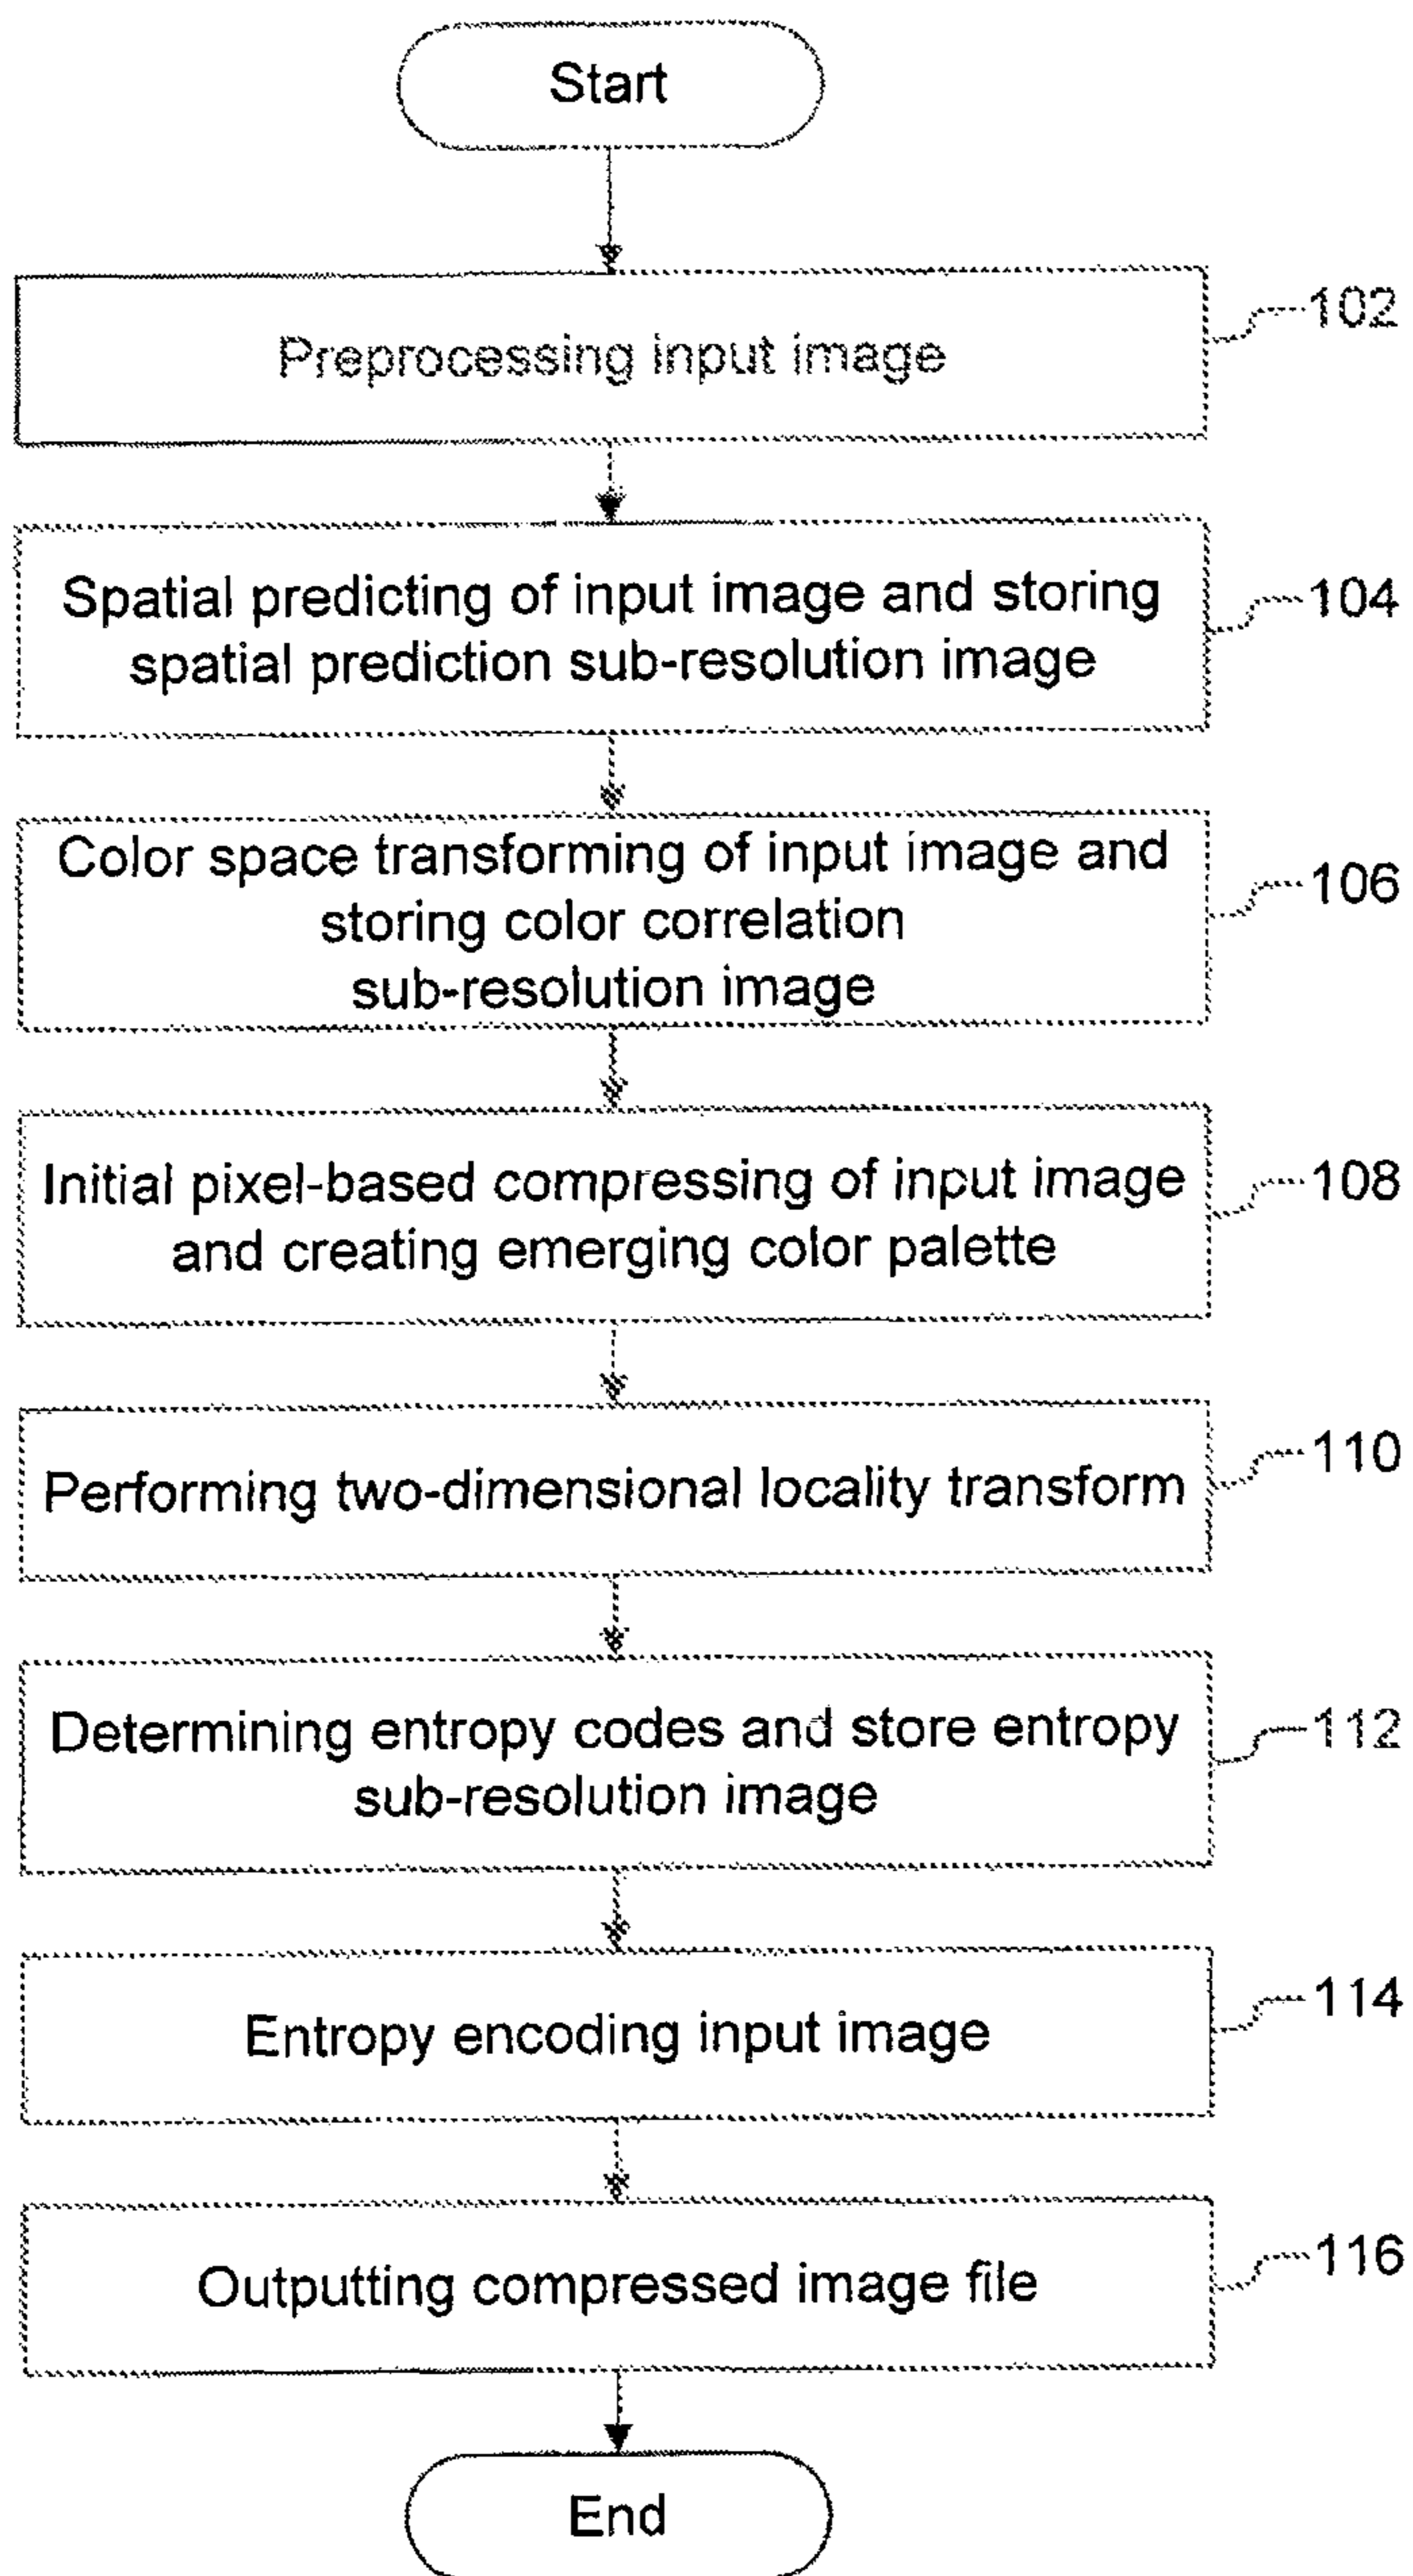 Start
Preprocessing input image
102
Spatial predicting of input image and storing
spatial prediction sub-resolution image
104
Color space transforming of input image and
storing color correlation
sub-resolution image
106
Initial pixel-based compressing of input image
and creating emerging color palette
108
Performing two-dimensional locality transform
110
Determining entropy codes and store entropy
sub-resolution image
112
Entropy encoding input image
114
Outputting compressed image file
116
End